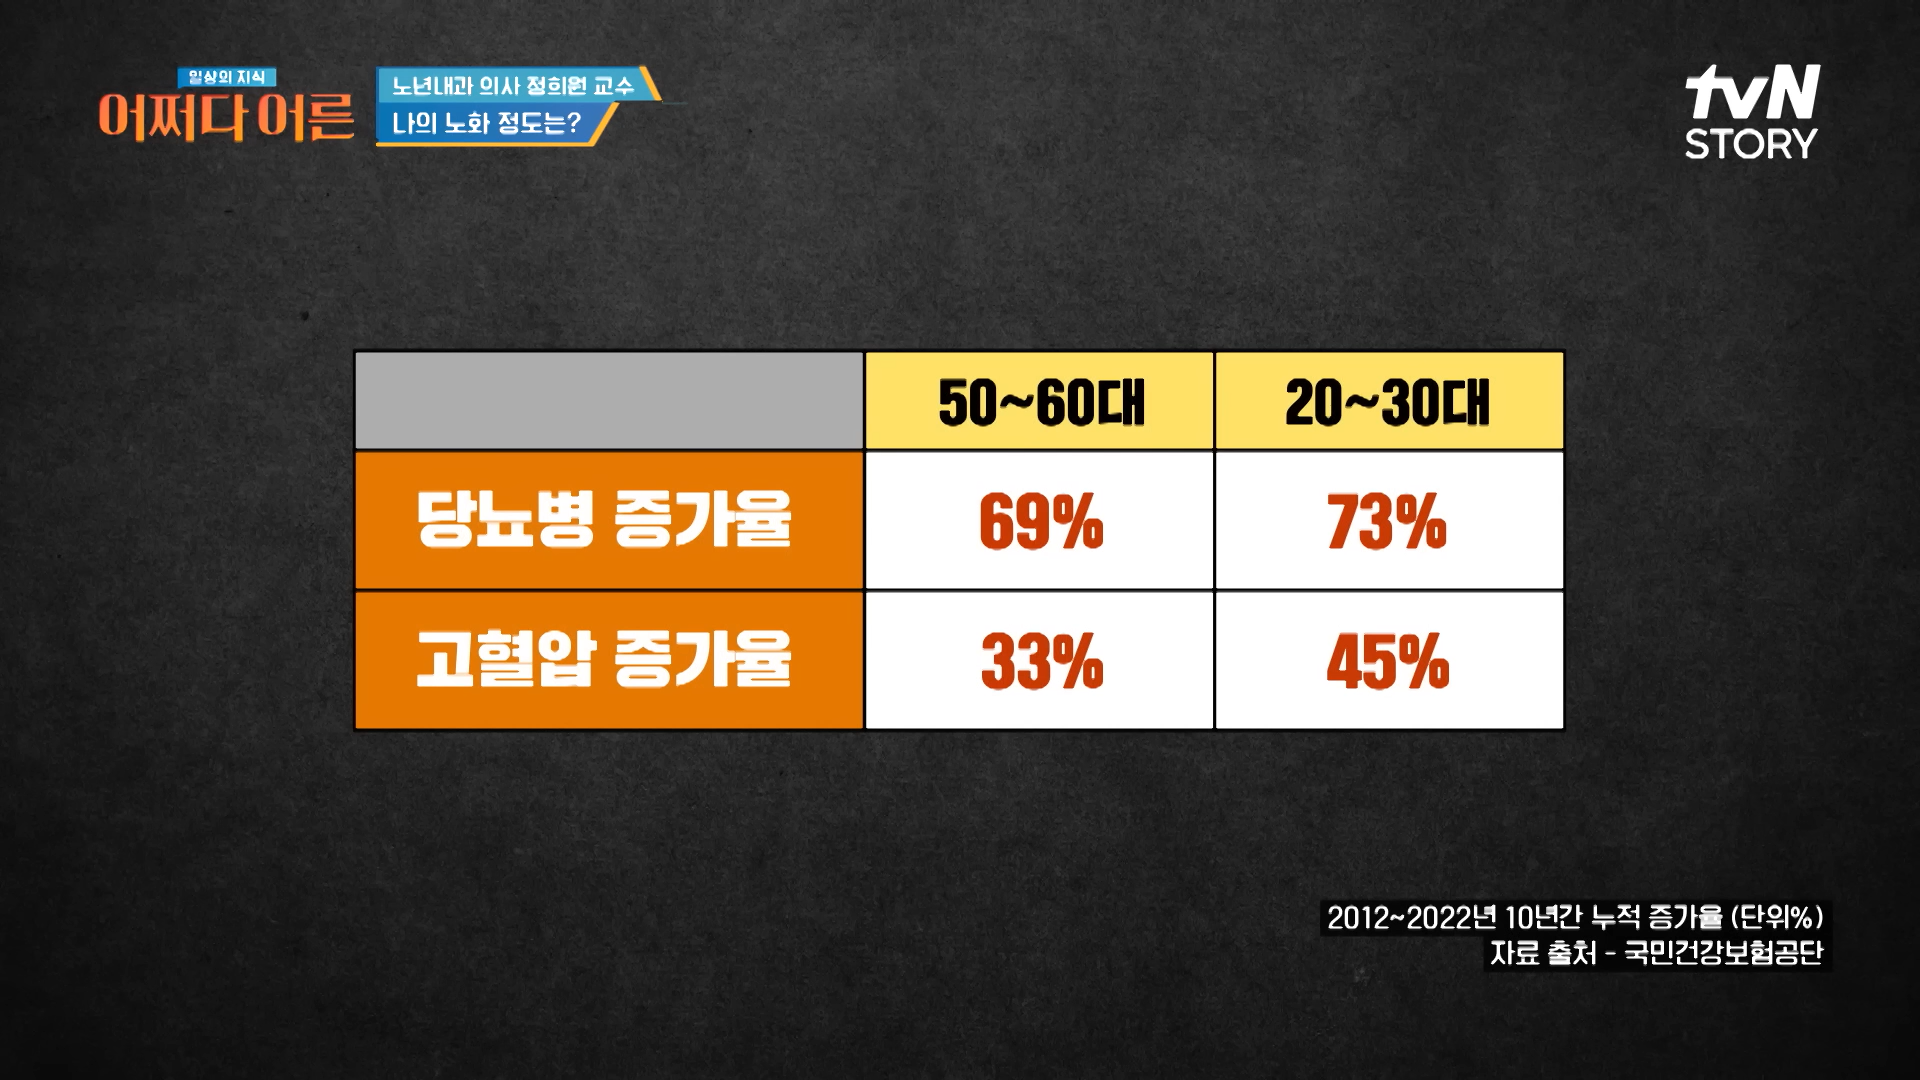 일상의 지식
어쩌다 어른
노년내과 의사 정희원 교수
나의 노화 정도는?
tvN
STORY
50~60대 20~30대
당뇨병 증가율 69% 73%
고혈압 증가율 33% 45%
2012~2022년 10년간 누적 증가율 (단위%)
자료 출처 - 국민건강보험공단